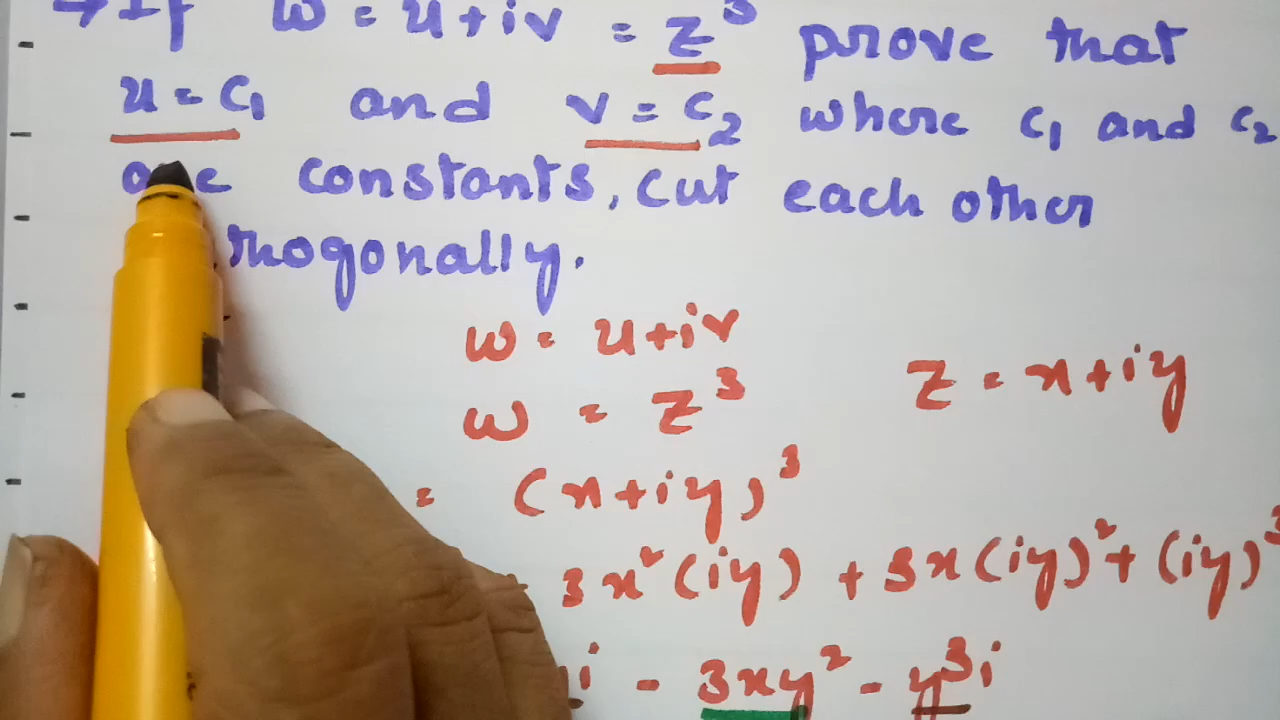 → If w = u+iv = z³ prove that
u = c₁ and v = c₂ where c₁ and c₂
are constants, cut each other
thogonally.
w = u+iv
z = x+iy
w = z³
= (x+iy)³
3x²(iy) + 3x(iy)² + (iy)³
i - 3xy² - y³i